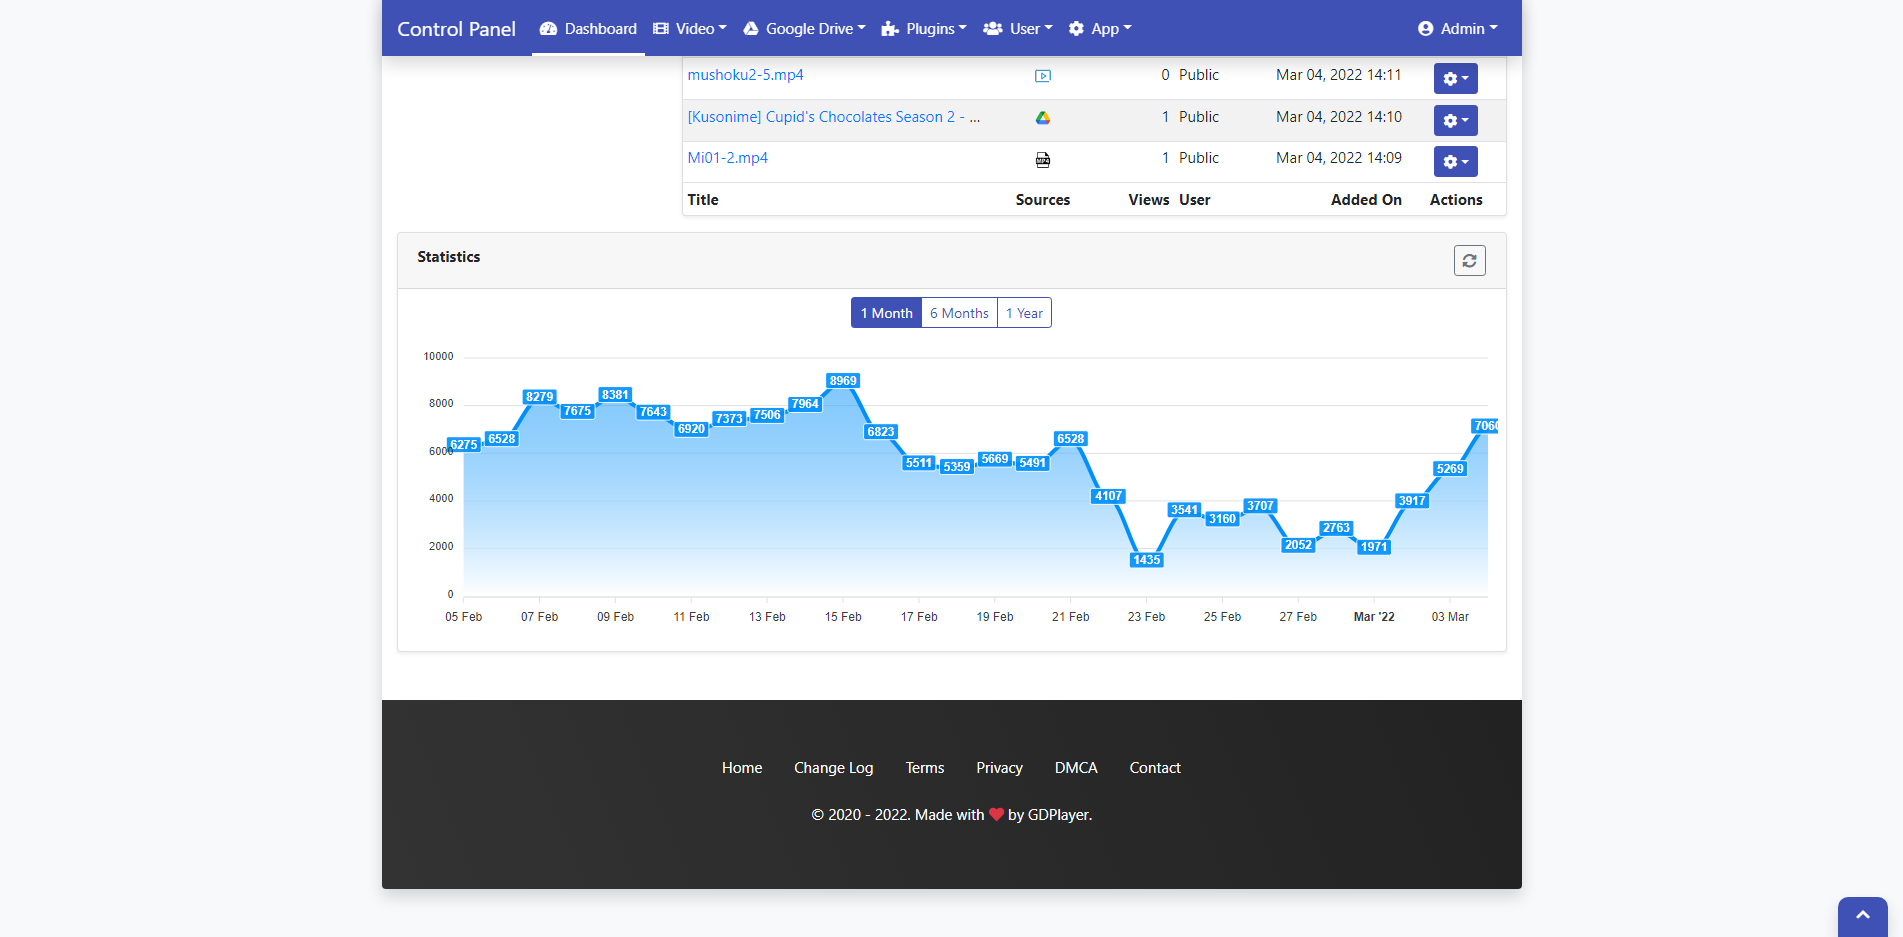 Control Panel Dashboard Video Google Drive Plugins User App Admin
mushoku2-5.mp4 0 Public Mar 04, 2022 14:11
[Kusonime] Cupid's Chocolates Season 2 - ... 1 Public Mar 04, 2022 14:10
Mi01-2.mp4 MP4 1 Public Mar 04, 2022 14:09
Title Sources Views User Added On Actions
Statistics
1 Month 6 Months 1 Year
10000
8000
6000
4000
2000
0
6275 6528 8279 7675 8381 7643 6920 7373 7506 7964 8969 6823 5511 5359 5669 5491 6528 4107 1435 3541 3160 3707 2052 2763 1971 3917 5269 7060
05 Feb 07 Feb 09 Feb 11 Feb 13 Feb 15 Feb 17 Feb 19 Feb 21 Feb 23 Feb 25 Feb 27 Feb Mar '22 03 Mar
Home Change Log Terms Privacy DMCA Contact
© 2020 - 2022. Made with ❤ by GDPlayer.